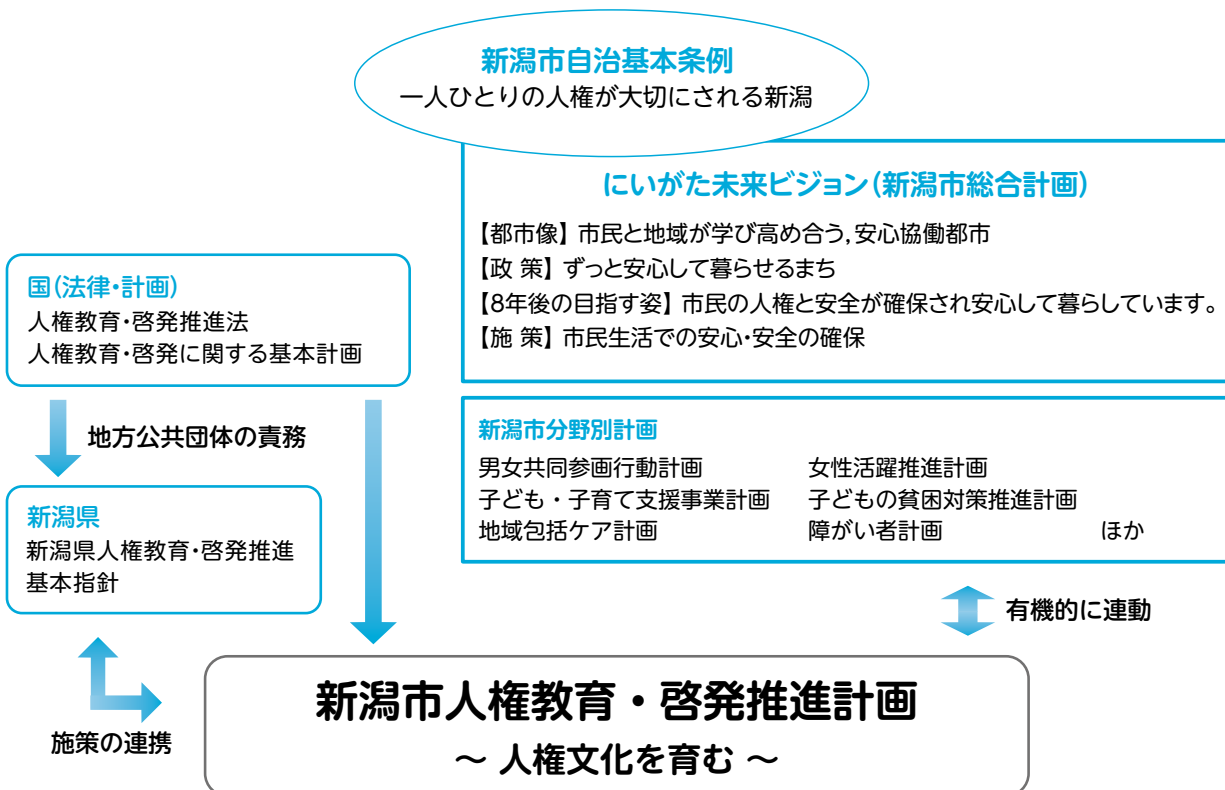 新潟市自治基本条例
一人ひとりの人権が大切にされる新潟
にいがた未来ビジョン(新潟市総合計画)
【都市像】 市民と地域が学び高め合う,安心協働都市
【政 策】 ずっと安心して暮らせるまち
【8年後の目指す姿】 市民の人権と安全が確保され安心して暮らしています。
【施 策】 市民生活での安心・安全の確保
国(法律・計画)
人権教育・啓発推進法
人権教育・啓発に関する基本計画
地方公共団体の責務
新潟県
新潟県人権教育・啓発推進
基本指針
新潟市分野別計画
男女共同参画行動計画 女性活躍推進計画
子ども・子育て支援事業計画 子どもの貧困対策推進計画
地域包括ケア計画 障がい者計画 ほか
有機的に連動
施策の連携
新潟市人権教育・啓発推進計画
～ 人権文化を育む ～